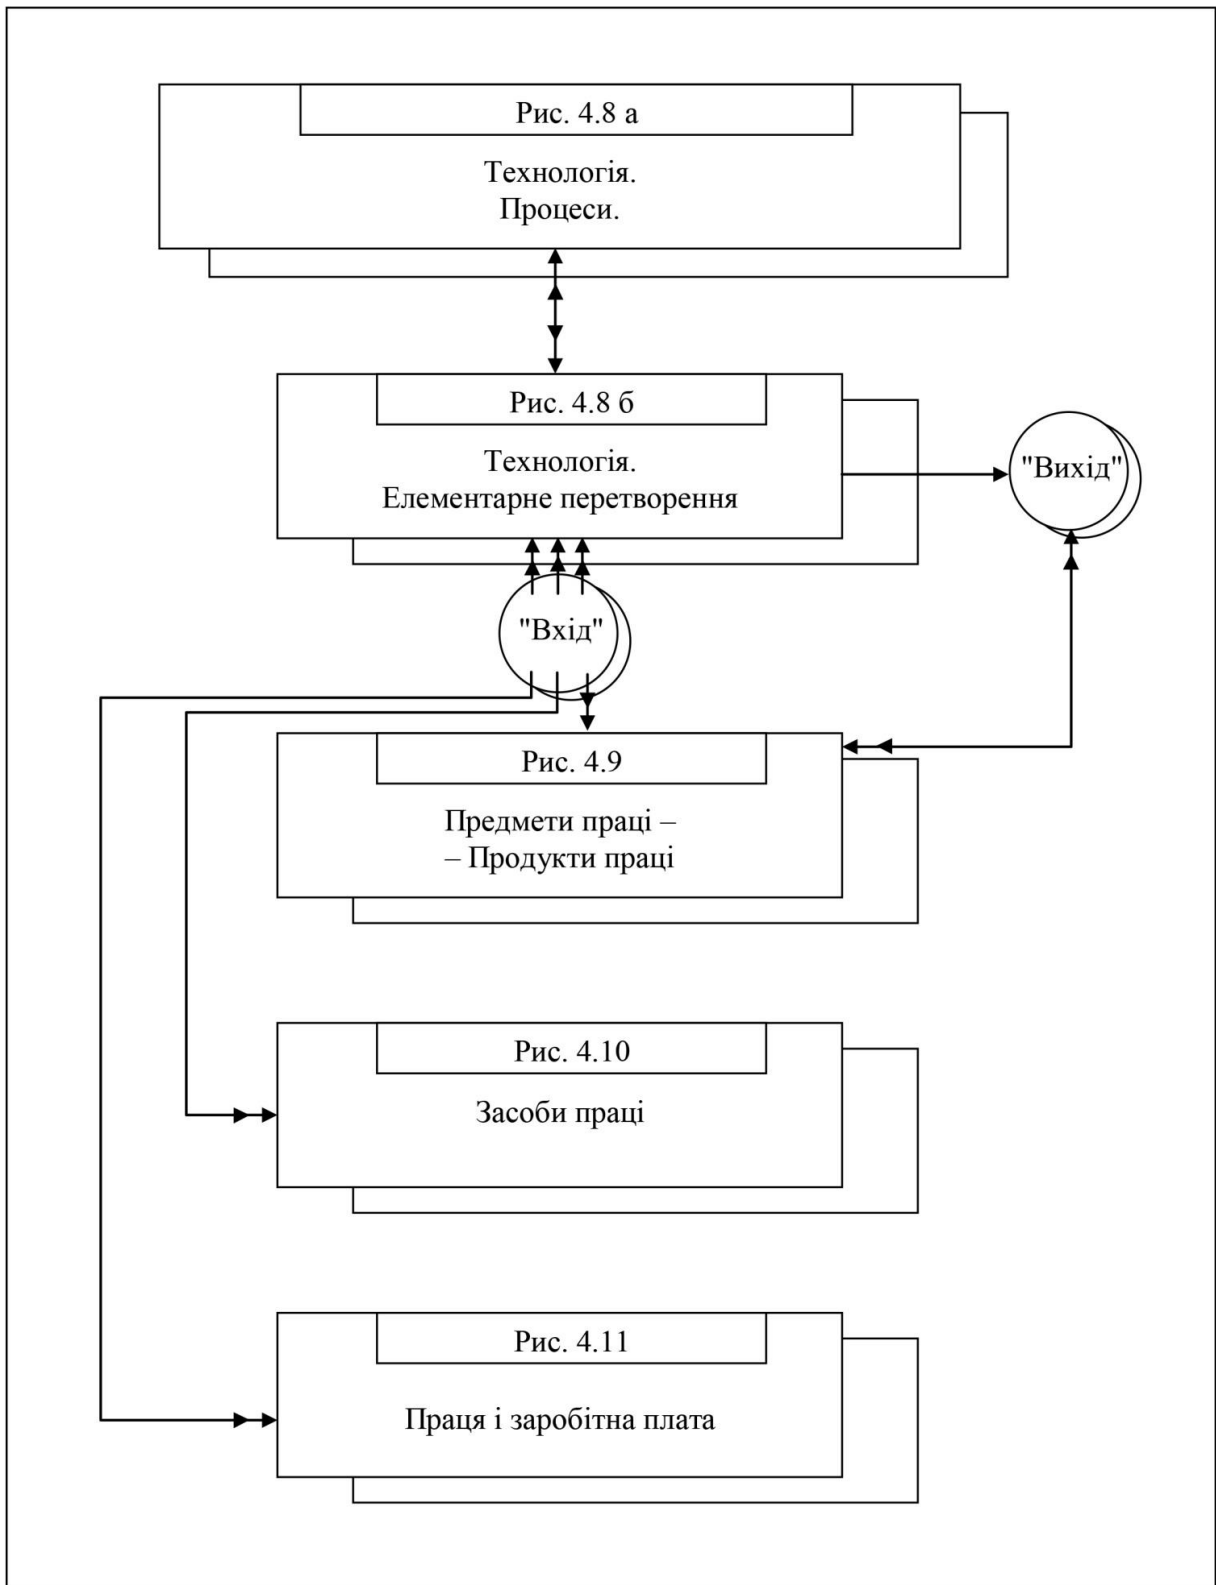 Рис. 4.8 а
Технологія.
Процеси.
Рис. 4.8 б
Технологія.
Елементарне перетворення
"Вихід"
"Вхід"
Рис. 4.9
Предмети праці –
– Продукти праці
Рис. 4.10
Засоби праці
Рис. 4.11
Праця і заробітна плата